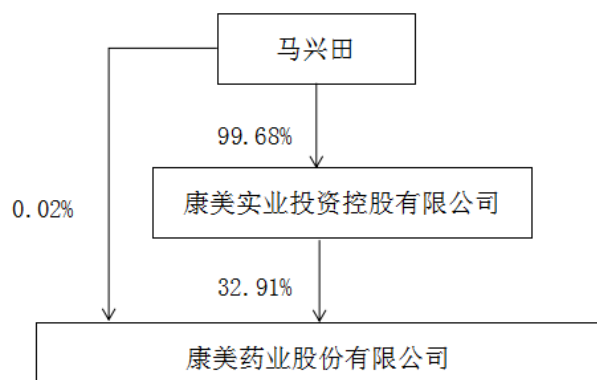 马兴田
99.68%
康美实业投资控股有限公司
0.02%
32.91%
康美药业股份有限公司